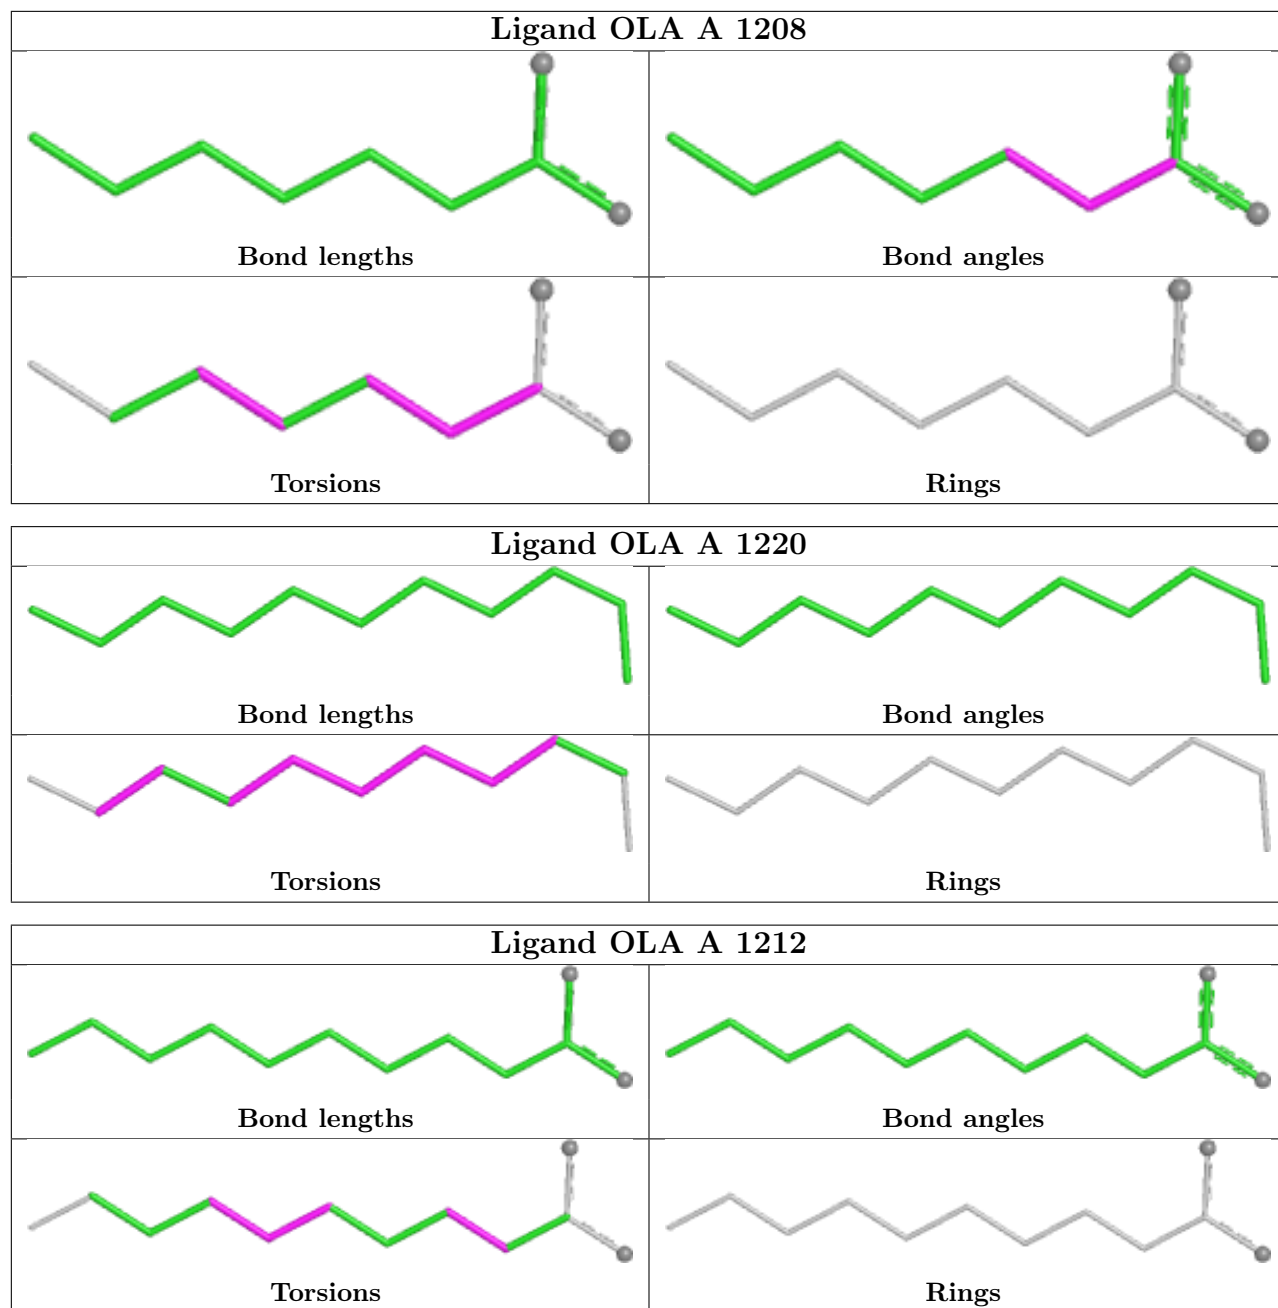 Ligand OLA A 1208
Bond lengths
Bond angles
Torsions
Rings
Ligand OLA A 1220
Bond lengths
Bond angles
Torsions
Rings
Ligand OLA A 1212
Bond lengths
Bond angles
Torsions
Rings